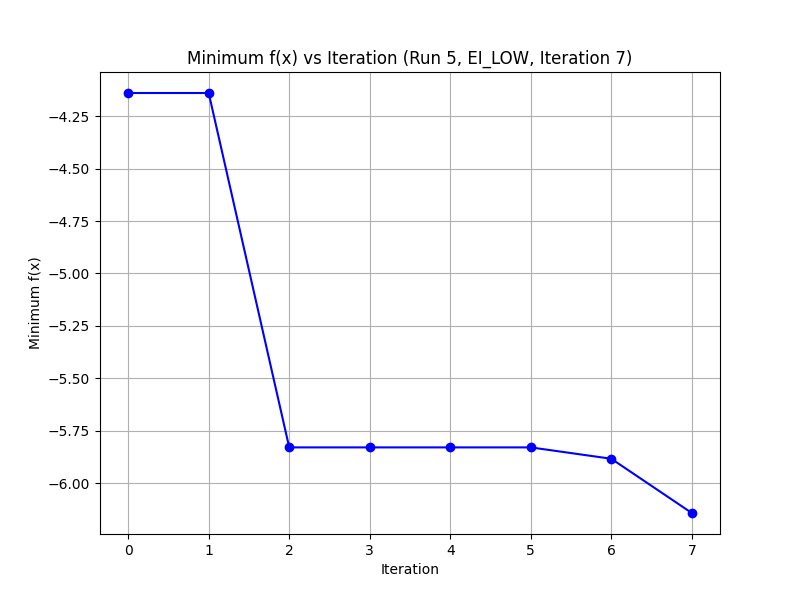 Minimum f(x) vs Iteration (Run 5, EI_LOW, Iteration 7)
Minimum f(x)
−4.25
−4.50
−4.75
−5.00
−5.25
−5.50
−5.75
−6.00
0 1 2 3 4 5 6 7
Iteration